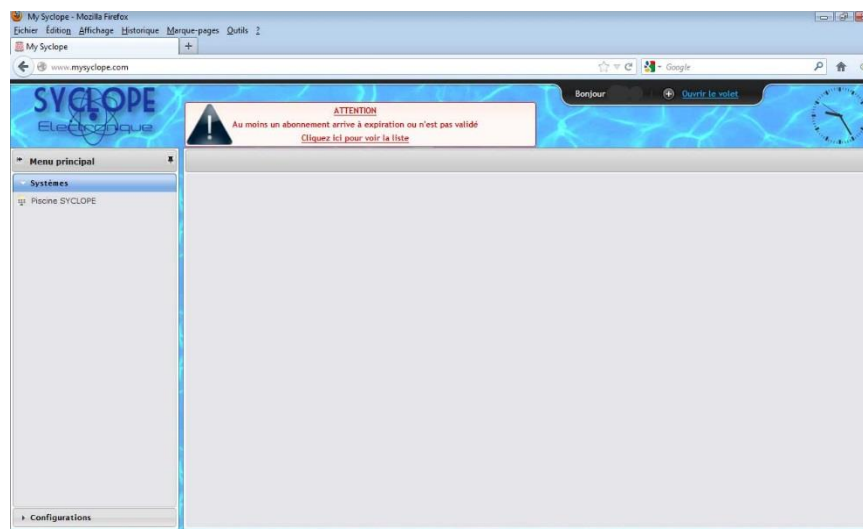 My Syclope - Mozilla Firefox
Fichier Édition Affichage Historique Marque-pages Outils ?
My Syclope
www.mysyclope.com
Google
SYCLOPE
Electronique
ATTENTION
Au moins un abonnement arrive à expiration ou n'est pas validé
Cliquez ici pour voir la liste
Bonjour
Ouvrir le volet
Menu principal
Systèmes
Piscine SYCLOPE
Configurations